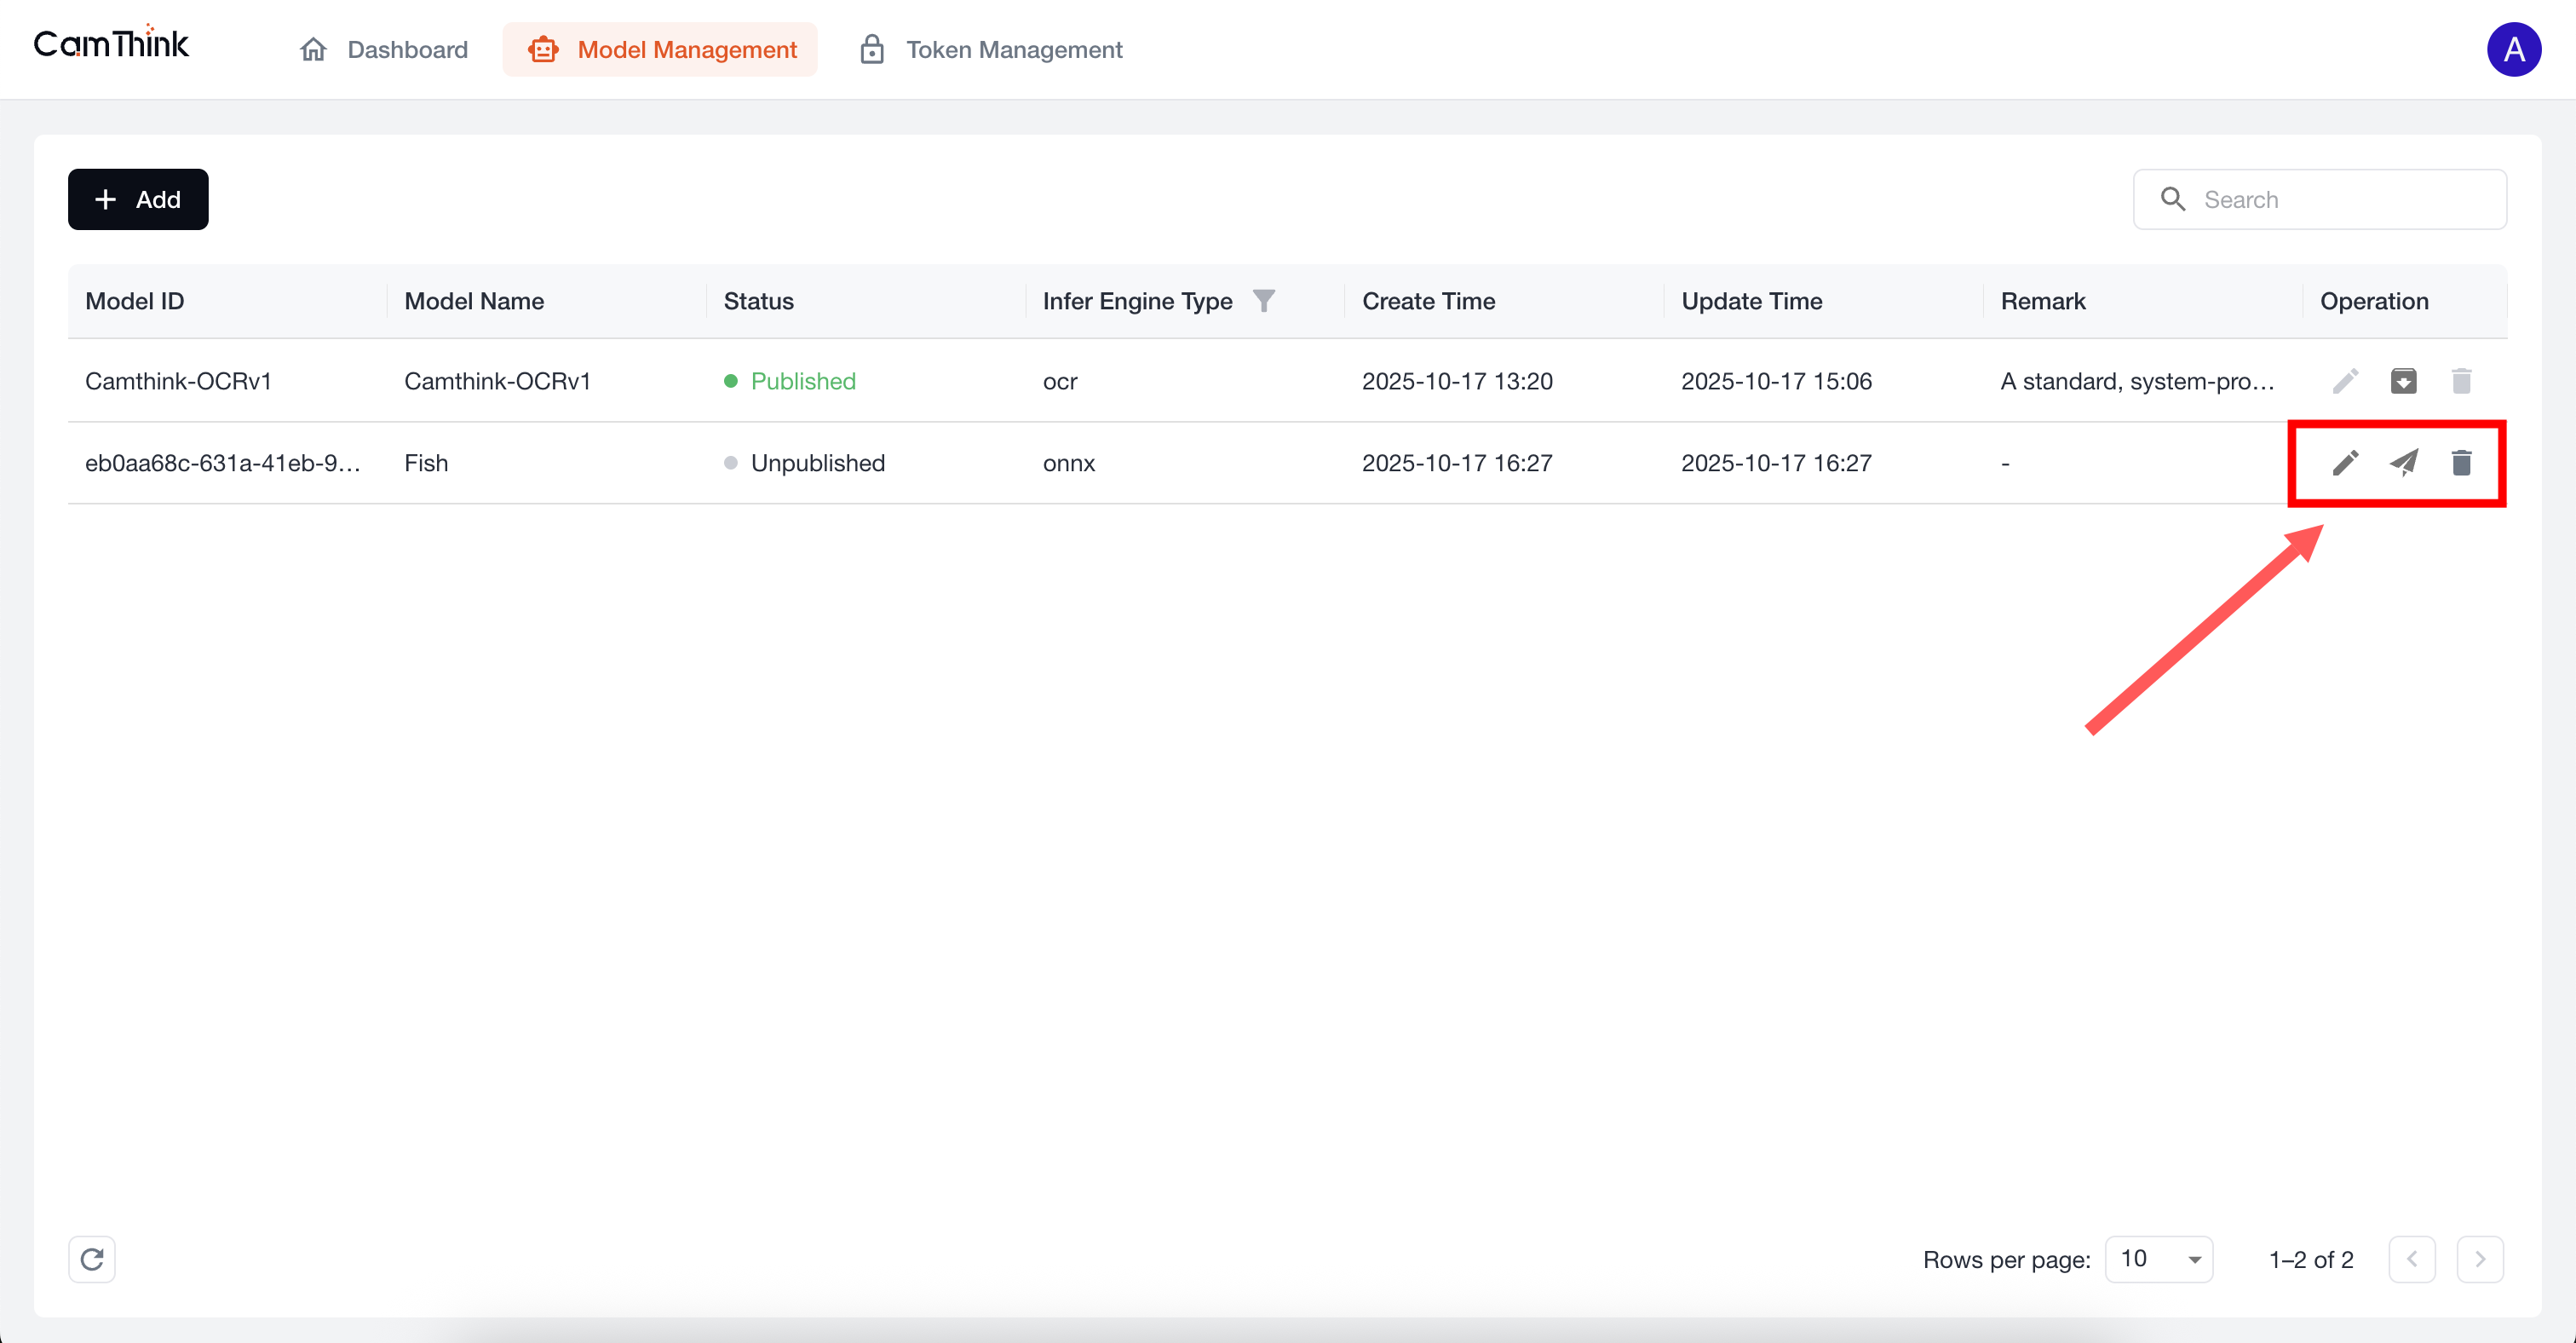 CamThink
Dashboard
Model Management
Token Management
A
Add
Search
Model ID Model Name Status Infer Engine Type Create Time Update Time Remark Operation
Camthink-OCRv1 Camthink-OCRv1 Published ocr 2025-10-17 13:20 2025-10-17 15:06 A standard, system-pro...
eb0aa68c-631a-41eb-9... Fish Unpublished onnx 2025-10-17 16:27 2025-10-17 16:27 -
Rows per page: 10 1–2 of 2